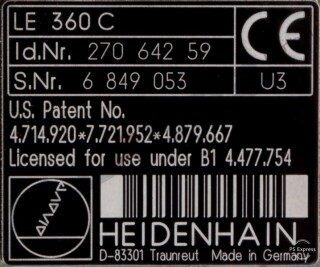 LE 360 C
Id.Nr. 270 642 59
S.Nr. 6 849 053
CE
U3
U.S. Patent No.
4.714.920*7.721.952*4.879.667
Licensed for use under B1 4.477.754
HEIDENHAIN
D-83301 Traunreut Made in Germany
PS Express